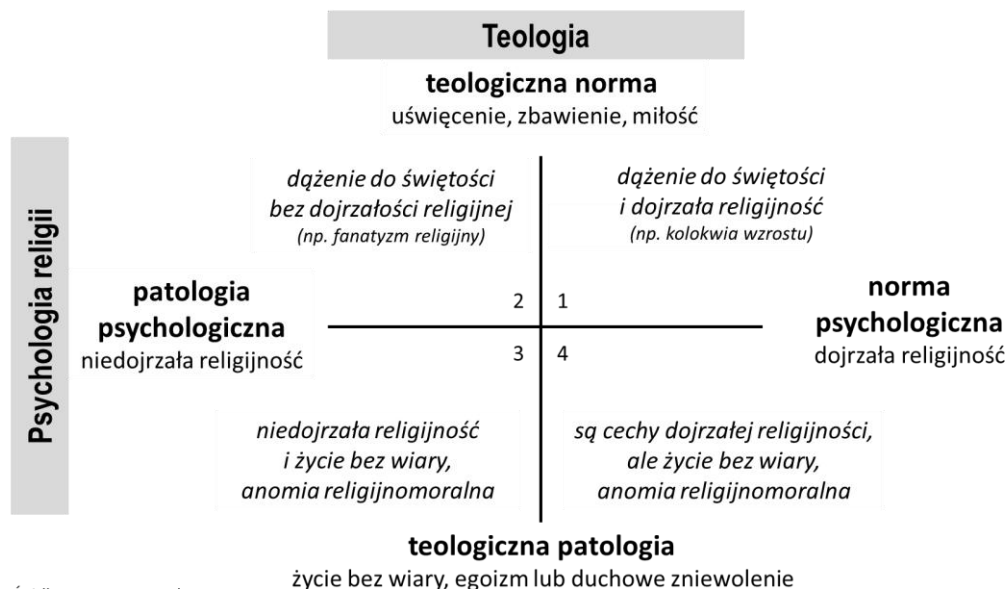 Teologia
teologiczna norma
uświęcenie, zbawienie, miłość
Psychologia religii
dążenie do świętości
bez dojrzałości religijnej
(np. fanatyzm religijny)
dążenie do świętości
i dojrzała religijność
(np. kolokwia wzrostu)
patologia
psychologiczna
niedojrzała religijność
2
1
norma
psychologiczna
dojrzała religijność
3
4
niedojrzała religijność
i życie bez wiary,
anomia religijnomoralna
są cechy dojrzałej religijności,
ale życie bez wiary,
anomia religijnomoralna
teologiczna patologia
życie bez wiary, egoizm lub duchowe zniewolenie